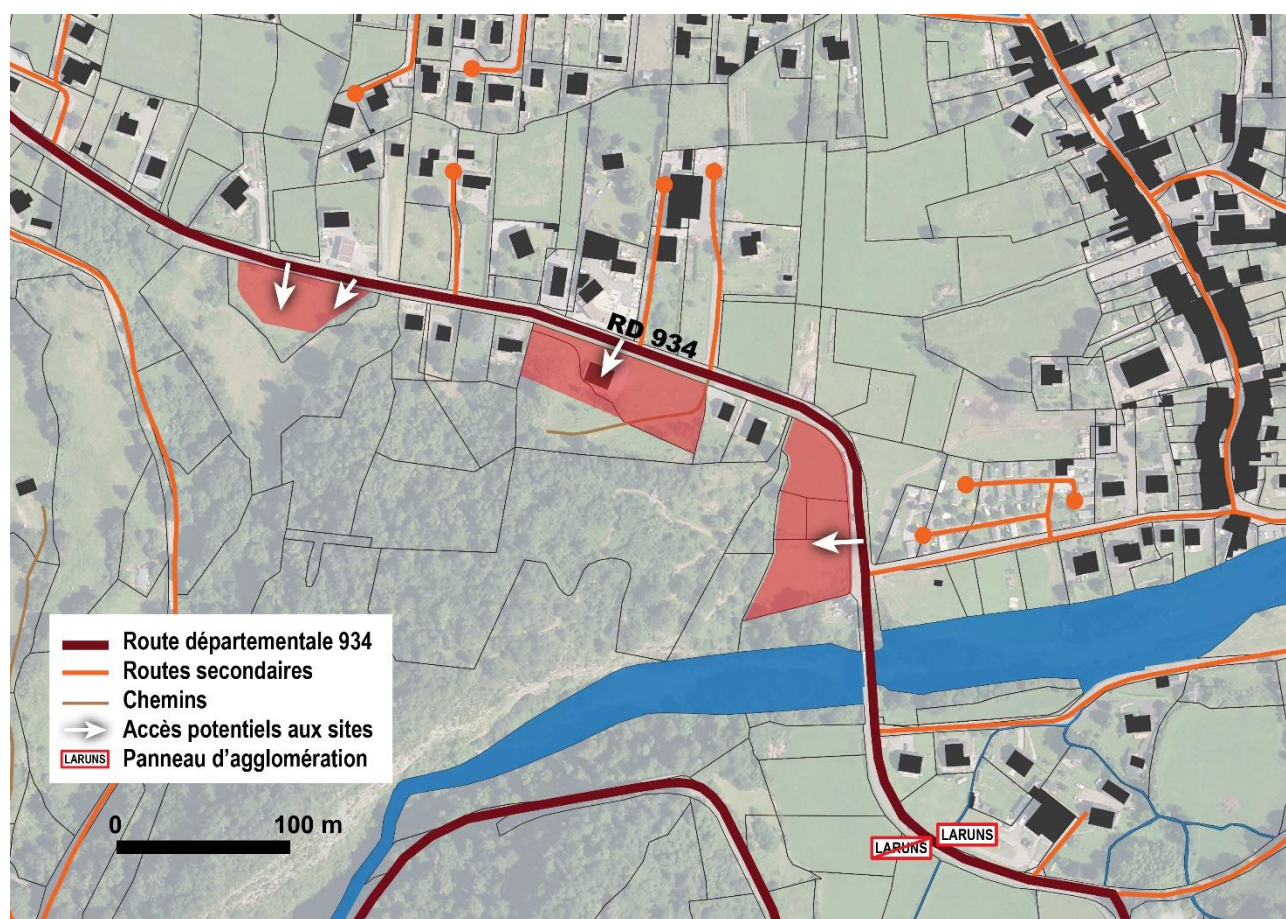 RD 934
Route départementale 934
Routes secondaires
Chemins
Accès potentiels aux sites
LARUNS Panneau d'agglomération
0 100 m
LARUNS
LARUNS